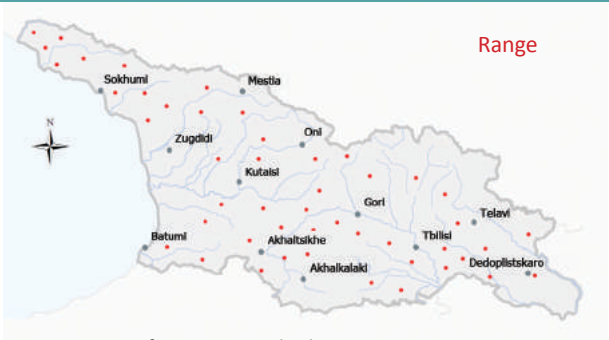 Range
Sokhumi
Mestia
N
Zugdidi
Oni
Kutaisi
Gori
Telavi
Batumi
Akhaltsikhe
Tbilisi
Dedoplistskaro
Akhalkalaki